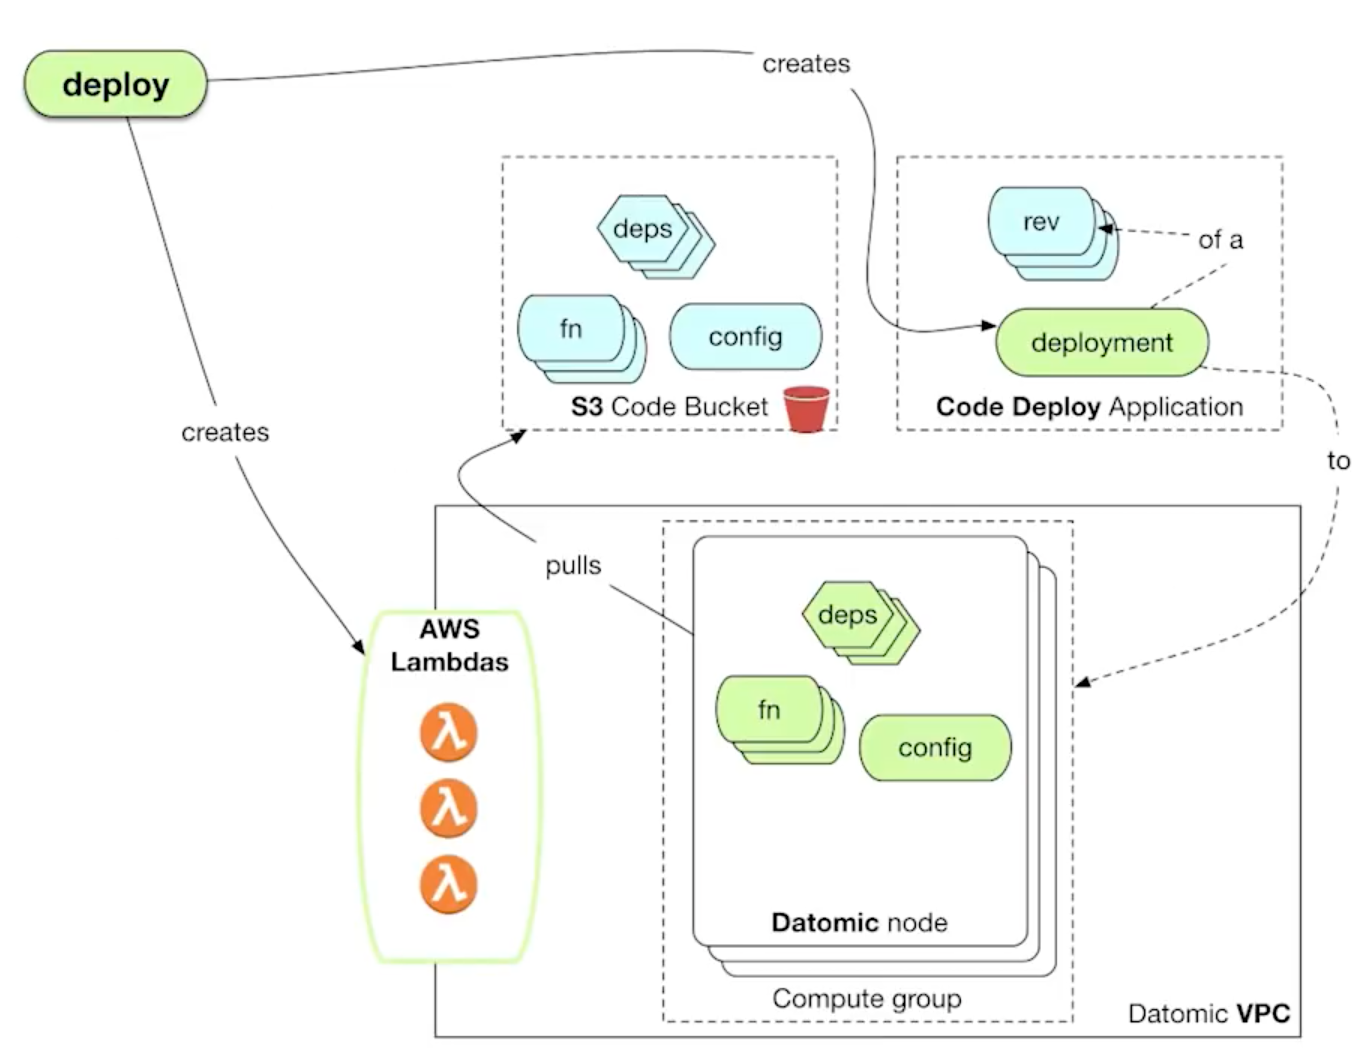 deploy
creates
deps
rev
of a
fn
config
deployment
S3 Code Bucket
Code Deploy Application
creates
to
pulls
deps
AWS
Lambdas
fn
config
λ
λ
λ
Datomic node
Compute group
Datomic VPC